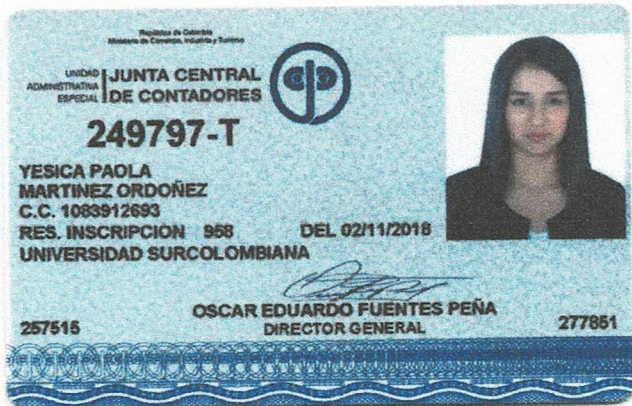 República de Colombia
Ministerio de Comercio, Industria y Turismo
UNIDAD
ADMINISTRATIVA
ESPECIAL
JUNTA CENTRAL
DE CONTADORES
249797-T
YESICA PAOLA
MARTINEZ ORDOÑEZ
C.C. 1083912693
RES. INSCRIPCION 958 DEL 02/11/2018
UNIVERSIDAD SURCOLOMBIANA
OSCAR EDUARDO FUENTES PEÑA
DIRECTOR GENERAL
257515
277851